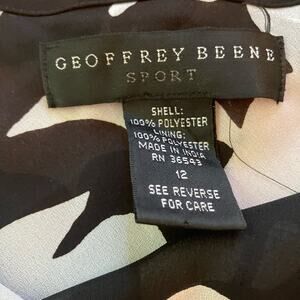 GEOFFREY BEENE
SPORT
SHELL:
100% POLYESTER
LINING:
100% POLYESTER
MADE IN INDIA
RN 36543
12
SEE REVERSE
FOR CARE